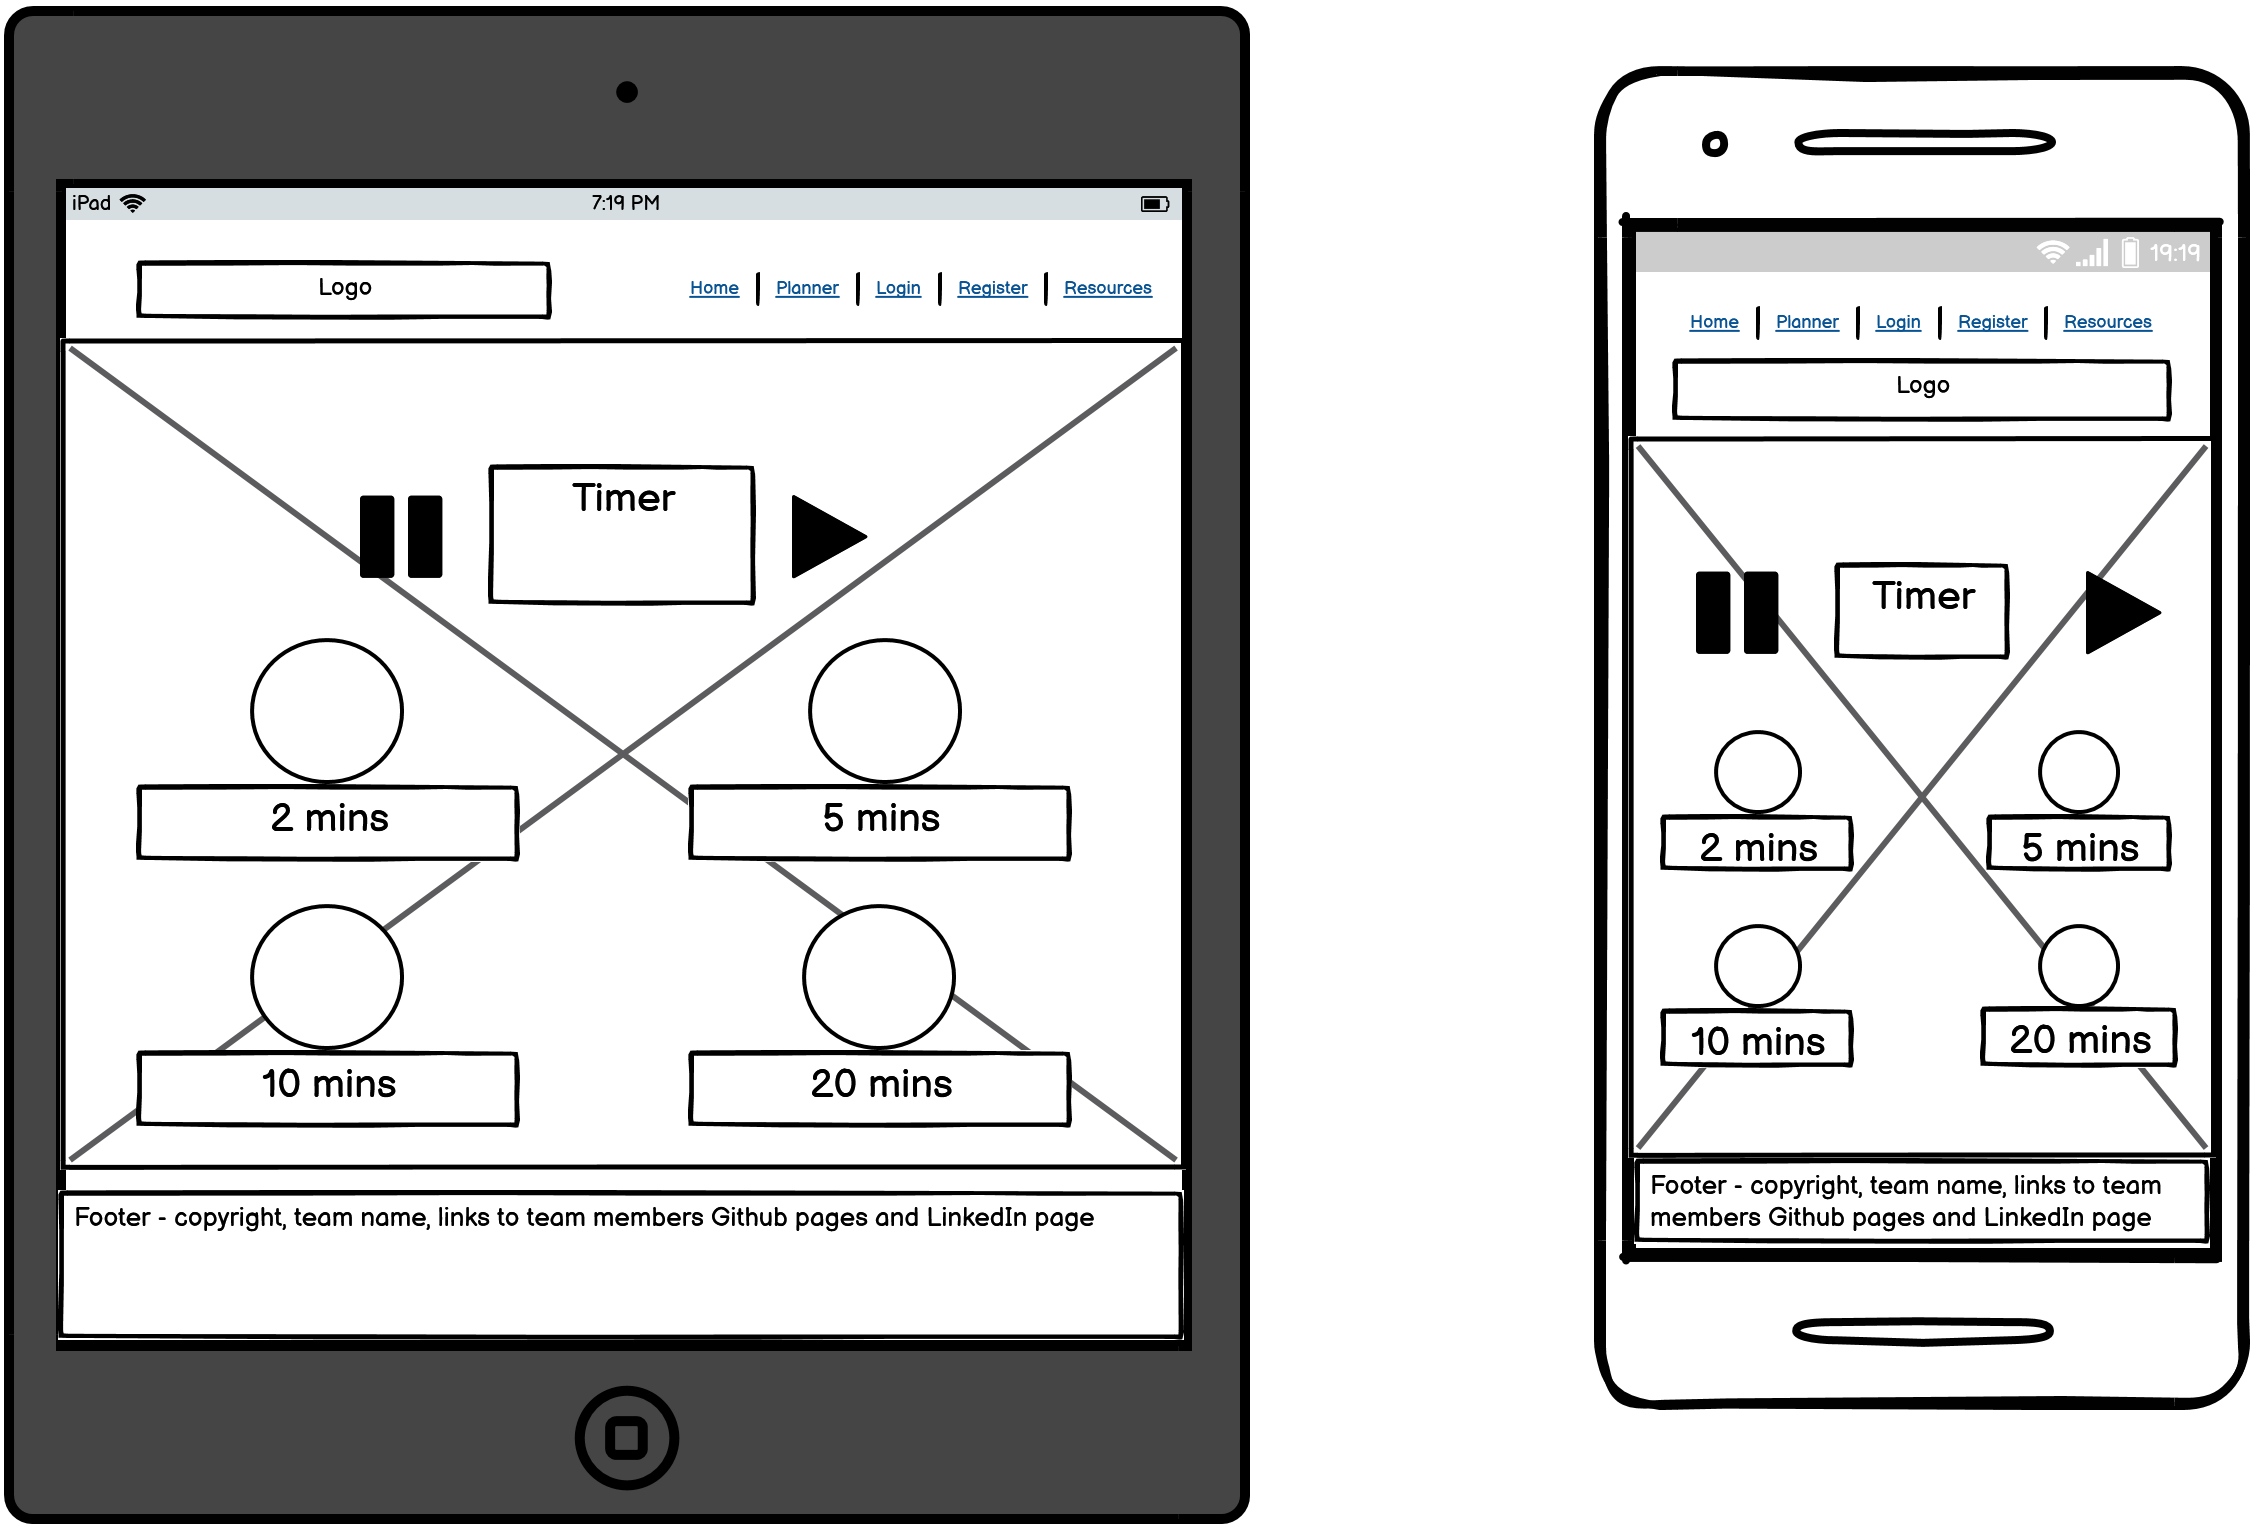 iPad 7:19 PM
Logo
Home Planner Login Register Resources
Timer
2 mins 5 mins
10 mins 20 mins
Footer - copyright, team name, links to team members Github pages and LinkedIn page
19:19
Home Planner Login Register Resources
Logo
Timer
2 mins 5 mins
10 mins 20 mins
Footer - copyright, team name, links to team
members Github pages and LinkedIn page